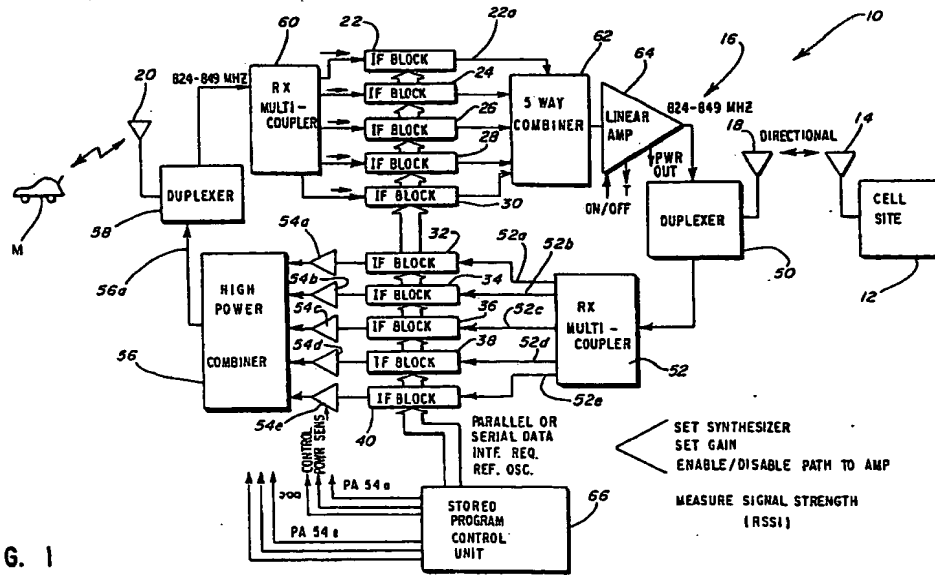 10
60
22
22a
62
64
16
20
824-849 MHZ
RX
MULTI-
COUPLER
IF BLOCK
24
IF BLOCK
26
IF BLOCK
28
IF BLOCK
30
IF BLOCK
5 WAY
COMBINER
LINEAR
AMP
824-849 MHZ
PWR
OUT
T
ON/OFF
18
DIRECTIONAL
14
DUPLEXER
50
CELL
SITE
12
M
DUPLEXER
58
56a
54a
54b
54c
54d
54e
HIGH
POWER
COMBINER
56
32
IF BLOCK
34
IF BLOCK
36
IF BLOCK
38
IF BLOCK
40
52a
52b
52c
52d
52e
RX
MULTI-
COUPLER
52
CONTROL
POWR SENS
PA 54a
PA 54e
PARALLEL OR
SERIAL DATA
INTF. REQ.
REF. OSC.
STORED
PROGRAM
CONTROL
UNIT
66
SET SYNTHESIZER
SET GAIN
ENABLE/DISABLE PATH TO AMP
MEASURE SIGNAL STRENGTH
(RSSI)
G. 1